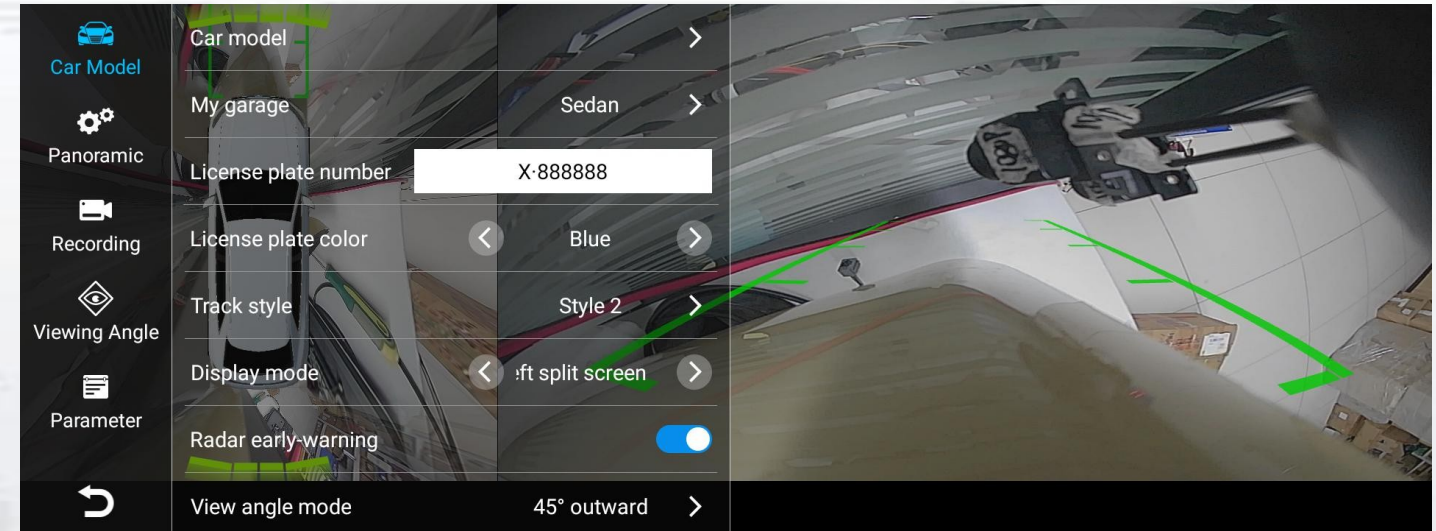 Car Model
Panoramic
Recording
Viewing Angle
Parameter
Car model
My garage Sedan
License plate number X·888888
License plate color Blue
Track style Style 2
Display mode eft split screen
Radar early-warning
View angle mode 45° outward